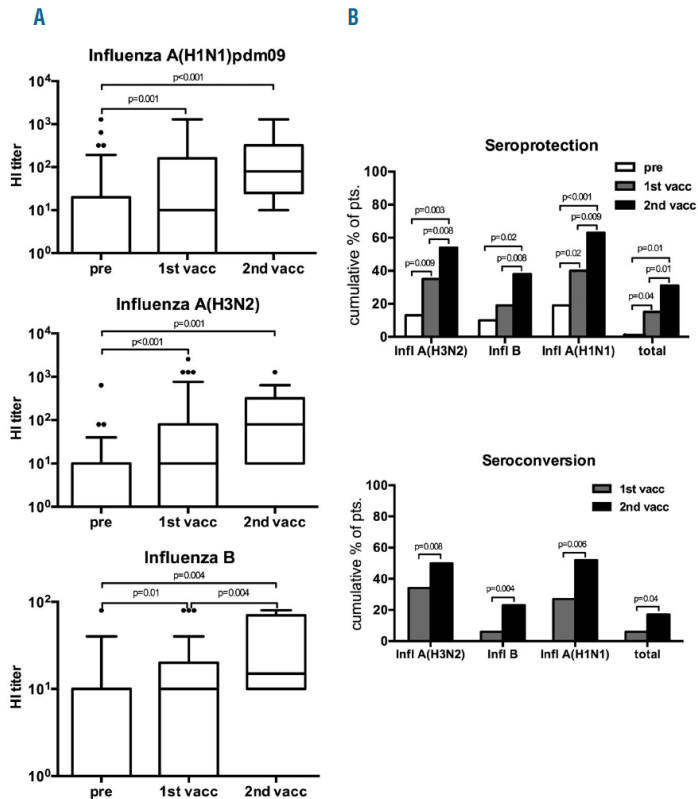 A
Influenza A(H1N1)pdm09
p<0.001
p=0.001
HI titer
10⁴
10³
10²
10¹
10⁰
pre 1st vacc 2nd vacc
Influenza A(H3N2)
p=0.001
p<0.001
HI titer
10⁴
10³
10²
10¹
10⁰
pre 1st vacc 2nd vacc
Influenza B
p=0.004
p=0.01 p=0.004
HI titer
10²
10¹
10⁰
pre 1st vacc 2nd vacc
B
Seroprotection
pre
1st vacc
2nd vacc
cumulative % of pts.
100
80
60
40
20
0
p=0.003
p=0.008
p=0.009
p=0.02
p=0.008
p<0.001
p=0.009
p=0.02
p=0.01
p=0.01
p=0.04
Infl A(H3N2) Infl B Infl A(H1N1) total
Seroconversion
1st vacc
2nd vacc
cumulative % of pts.
100
80
60
40
20
0
p=0.008
p=0.004
p=0.006
p=0.04
Infl A(H3N2) Infl B Infl A(H1N1) total